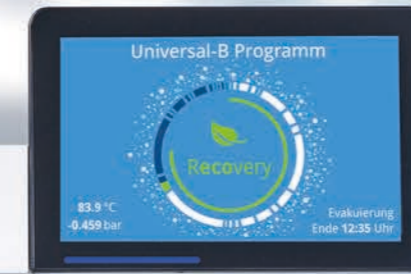 Universal-B Programm
Recovery
83.9 °C
-0.459 bar
Evakuierung
Ende 12:35 Uhr